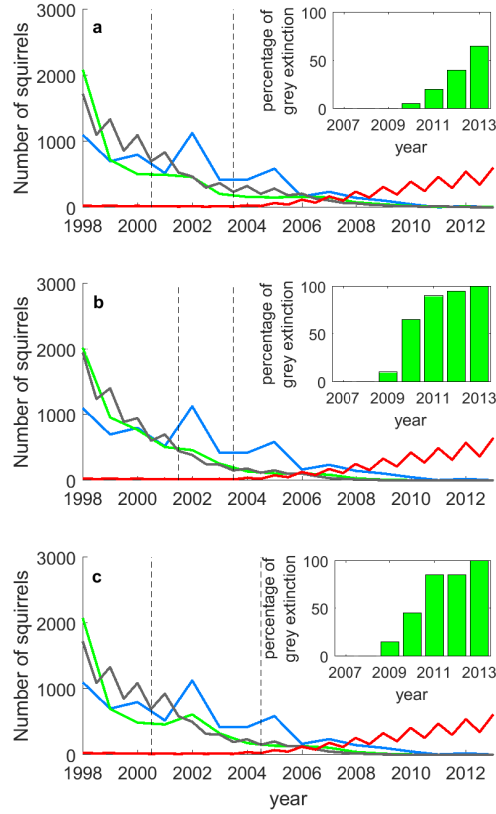 a
3000
2000
1000
0
Number of squirrels
1998 2000 2002 2004 2006 2008 2010 2012
percentage of
grey extinction
100
50
0
2007 2009 2011 2013
year
b
3000
2000
1000
0
Number of squirrels
1998 2000 2002 2004 2006 2008 2010 2012
percentage of
grey extinction
100
50
0
2007 2009 2011 2013
year
c
3000
2000
1000
0
Number of squirrels
1998 2000 2002 2004 2006 2008 2010 2012
year
percentage of
grey extinction
100
50
0
2007 2009 2011 2013
year